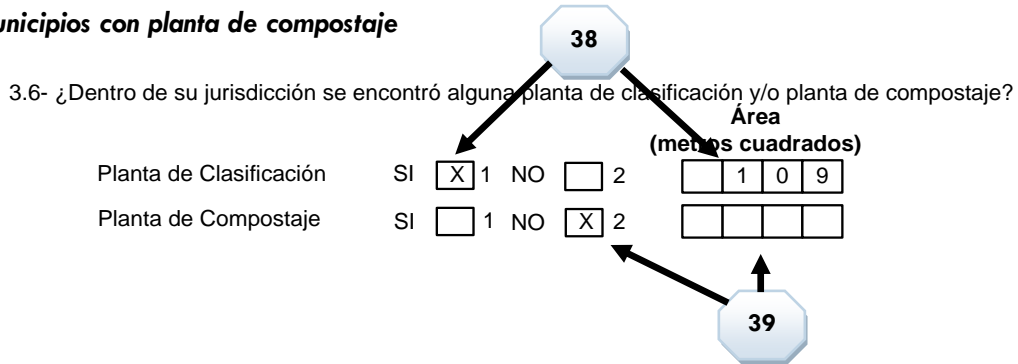 unicipios con planta de compostaje
38
3.6- ¿Dentro de su jurisdicción se encontró alguna planta de clasificación y/o planta de compostaje?
Área
(metros cuadrados)
Planta de Clasificación SI X 1 NO 2 1 0 9
Planta de Compostaje SI 1 NO X 2
39